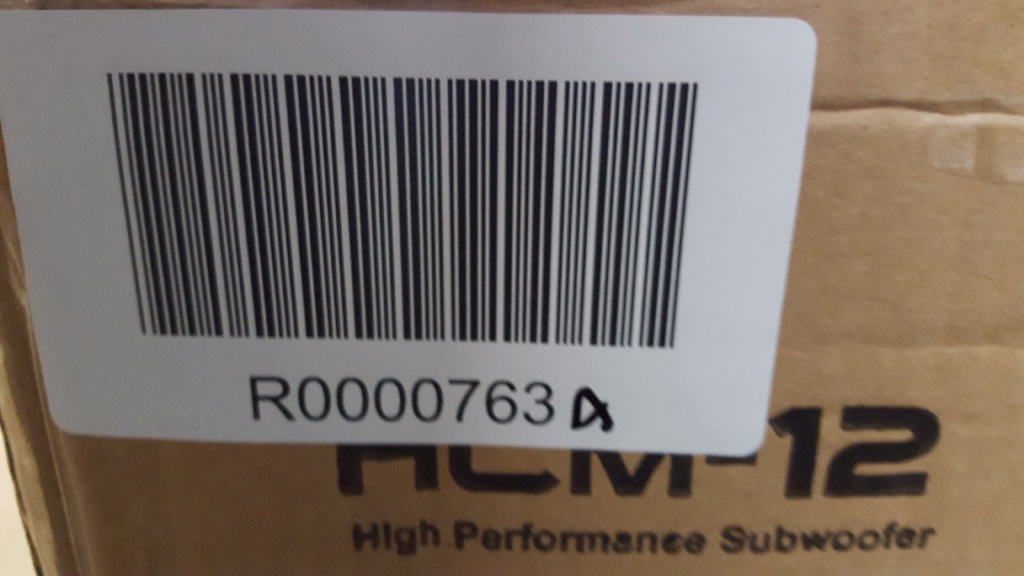 R0000763 a
HCM-12
High Performance Subwoofer